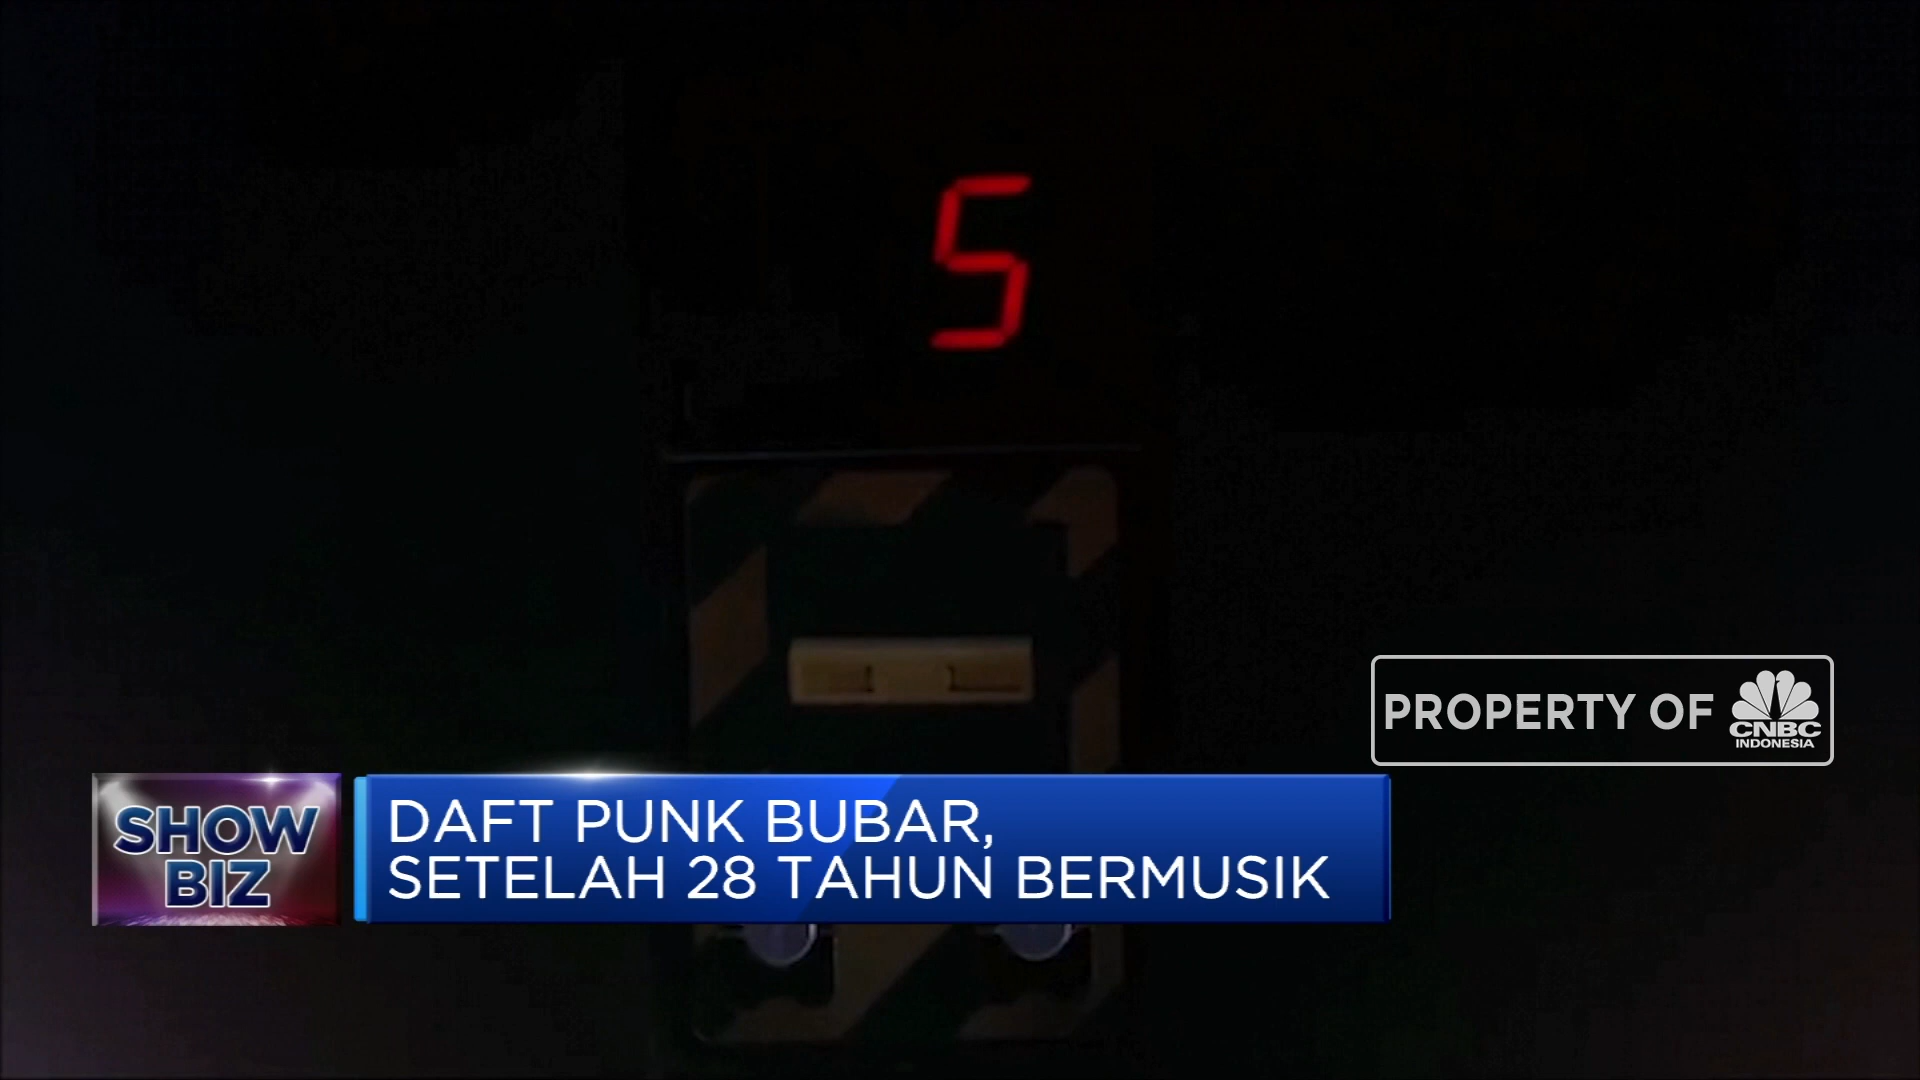 5
PROPERTY OF CNBC
INDONESIA
SHOW
BIZ
DAFT PUNK BUBAR,
SETELAH 28 TAHUN BERMUSIK